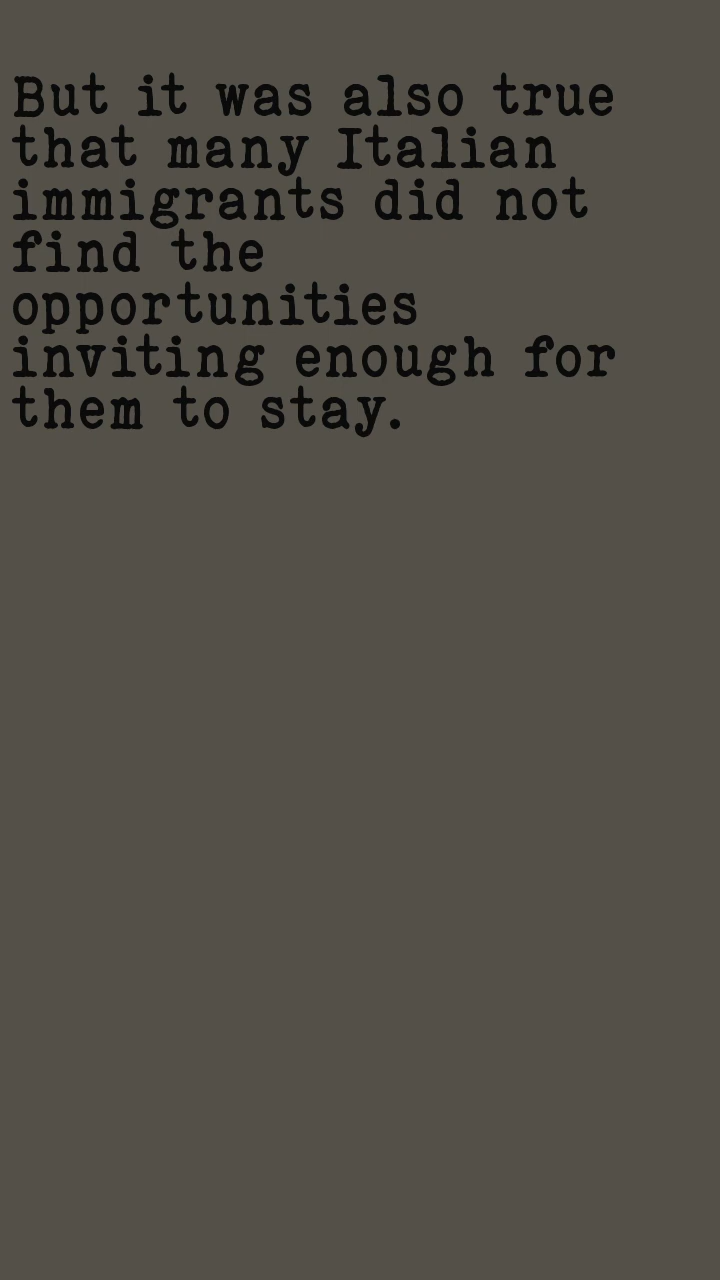 But it was also true
that many Italian
immigrants did not
find the
opportunities
inviting enough for
them to stay.